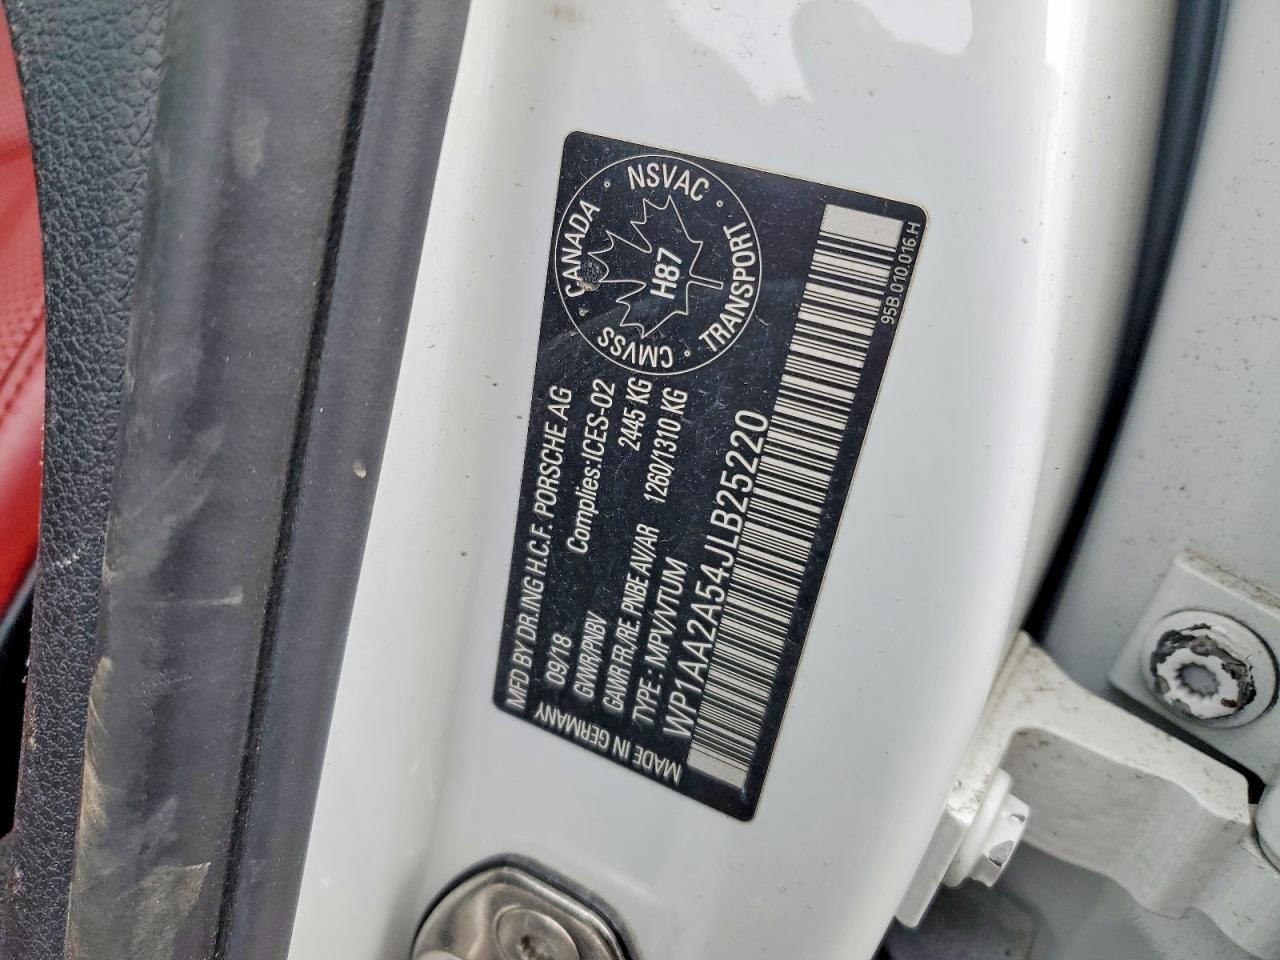 MFD BY DR.ING H.C.F. PORSCHE AG
09/18 Complies:ICES-02
GVWR/PNBV 2445 KG
GAWR FR./RE. PNBE AV/AR 1260/1310 KG
TYPE : MPV/VTUM
WP1AA2A54JLB25220
MADE IN GERMANY
CANADA · NSVAC · TRANSPORT · CMVSS ·
H87
95B.010.016.H